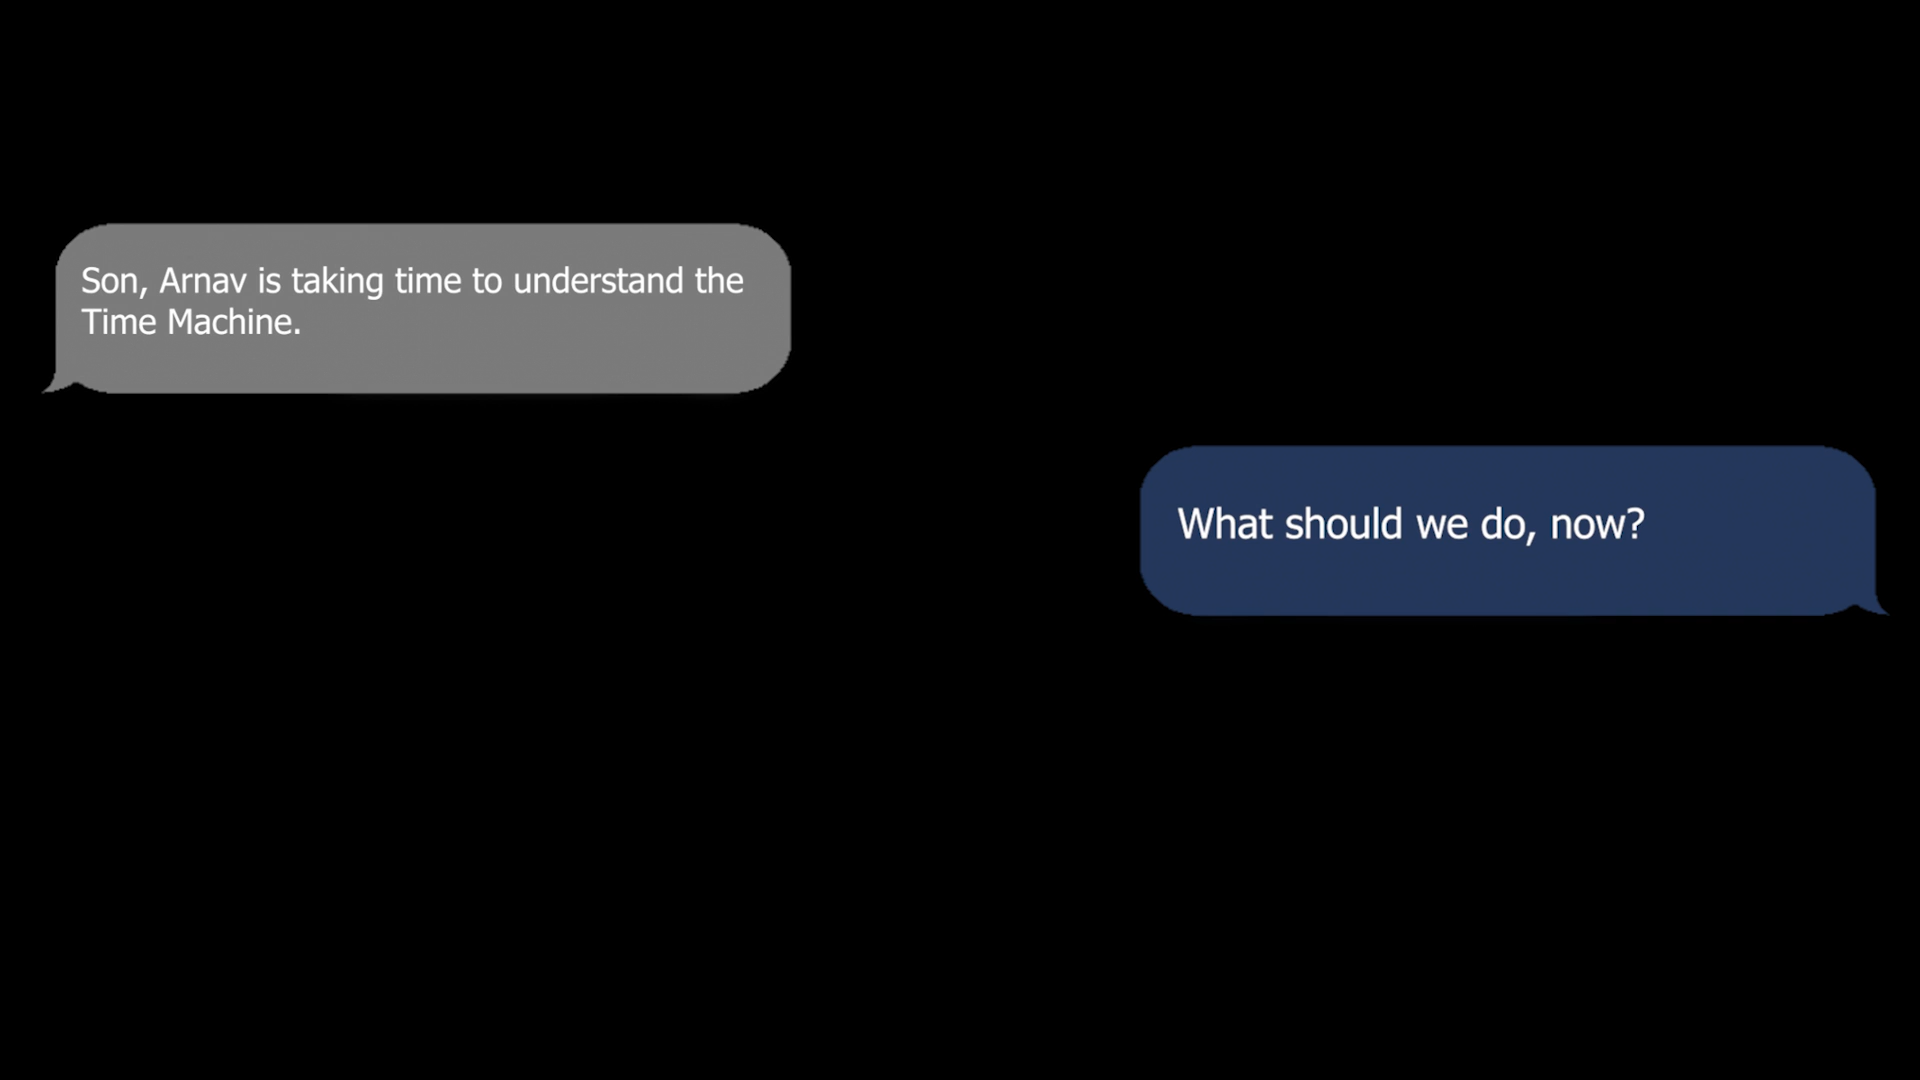 Son, Arnav is taking time to understand the
Time Machine.
What should we do, now?